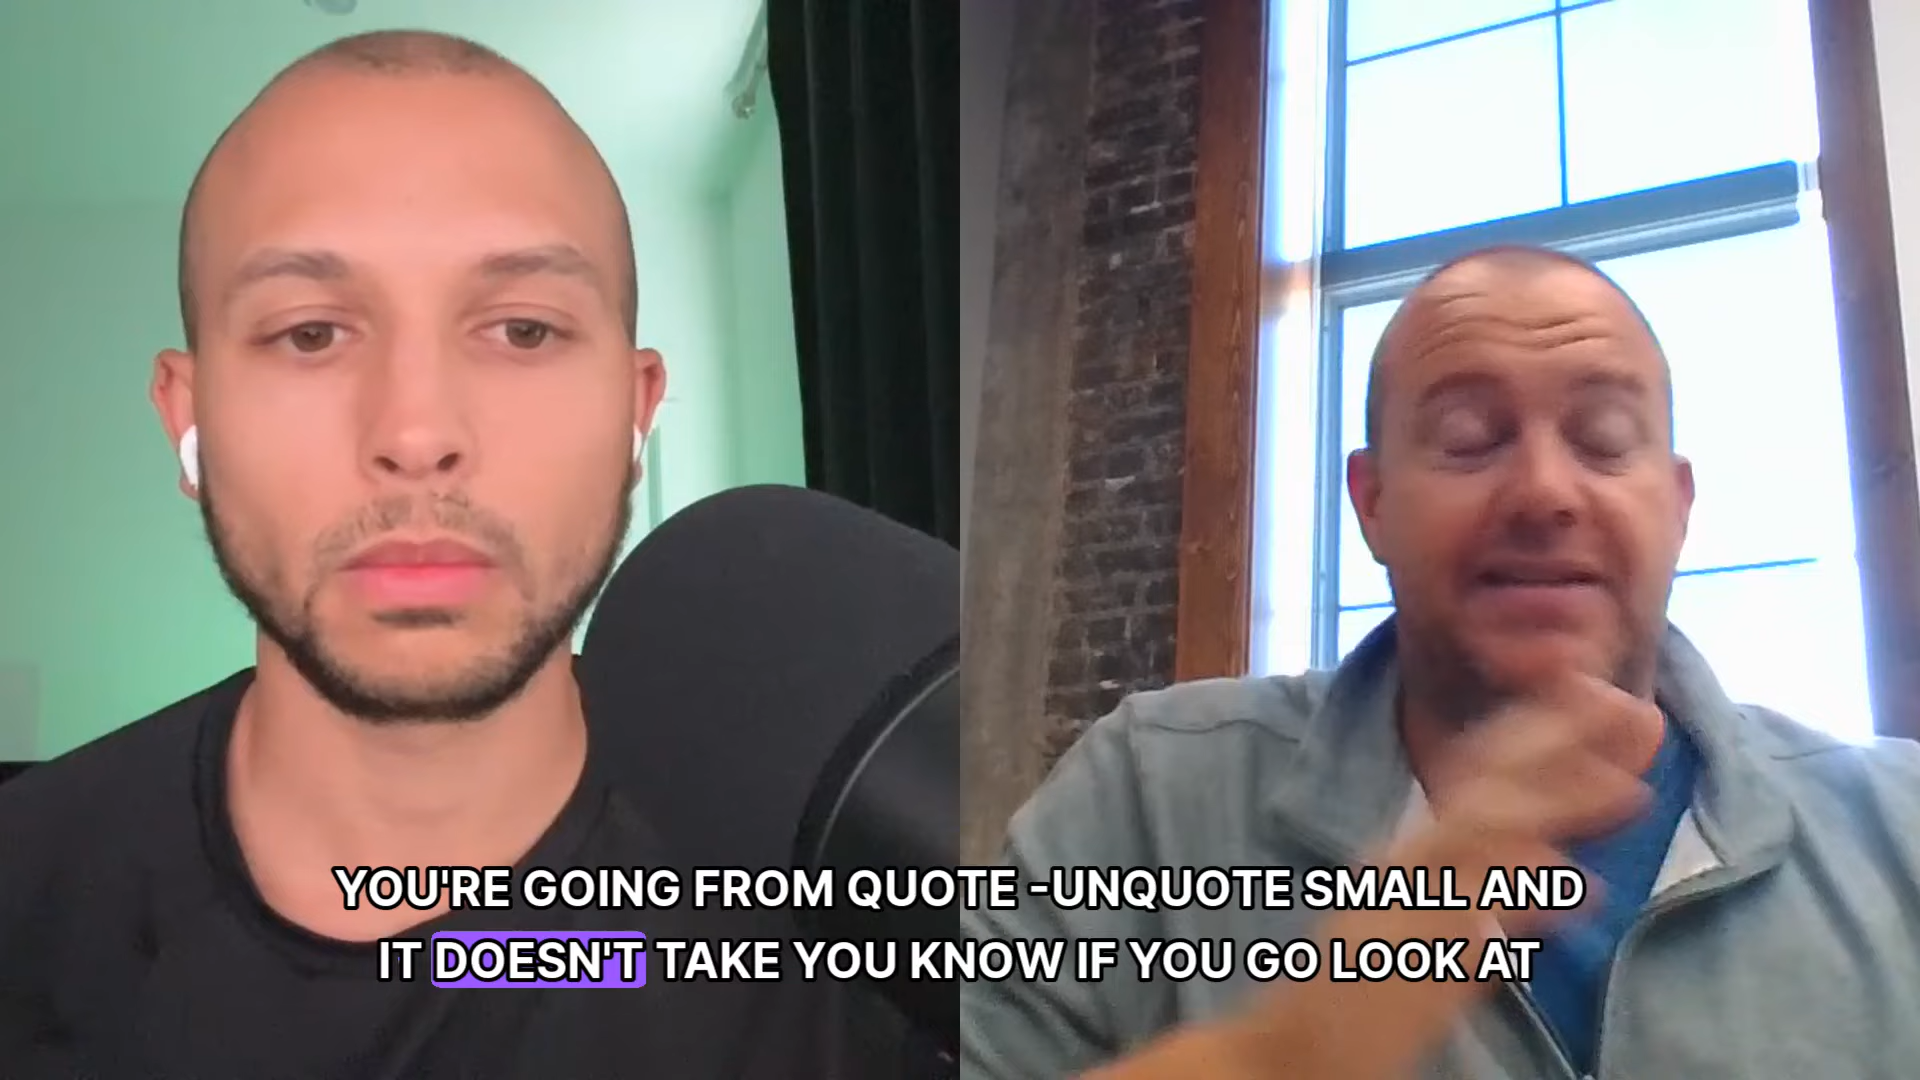 YOU'RE GOING FROM QUOTE -UNQUOTE SMALL AND
IT DOESN'T TAKE YOU KNOW IF YOU GO LOOK AT